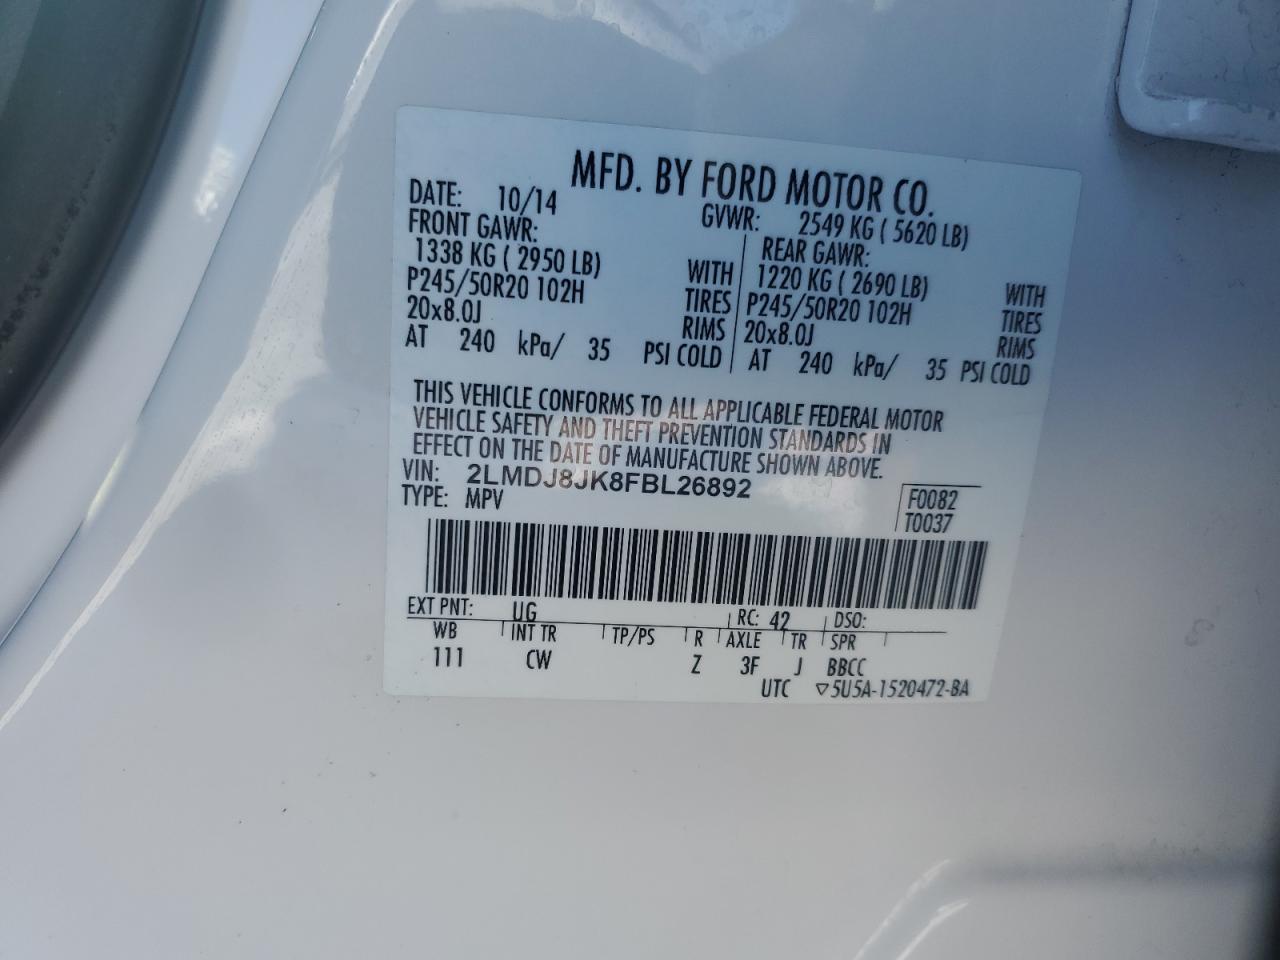 MFD. BY FORD MOTOR CO.
DATE: 10/14 GVWR: 2549 KG ( 5620 LB)
FRONT GAWR: REAR GAWR:
1338 KG ( 2950 LB) WITH 1220 KG ( 2690 LB) WITH
P245/50R20 102H TIRES P245/50R20 102H TIRES
20x8.0J RIMS 20x8.0J RIMS
AT 240 kPa/ 35 PSI COLD AT 240 kPa/ 35 PSI COLD
THIS VEHICLE CONFORMS TO ALL APPLICABLE FEDERAL MOTOR
VEHICLE SAFETY AND THEFT PREVENTION STANDARDS IN
EFFECT ON THE DATE OF MANUFACTURE SHOWN ABOVE.
VIN: 2LMDJ8JK8FBL26892 F0082
TYPE: MPV T0037
EXT PNT: UG RC: 42 DSO:
WB INT TR TP/PS R AXLE TR SPR
111 CW Z 3F J BBCC
UTC ▽5U5A-1520472-BA